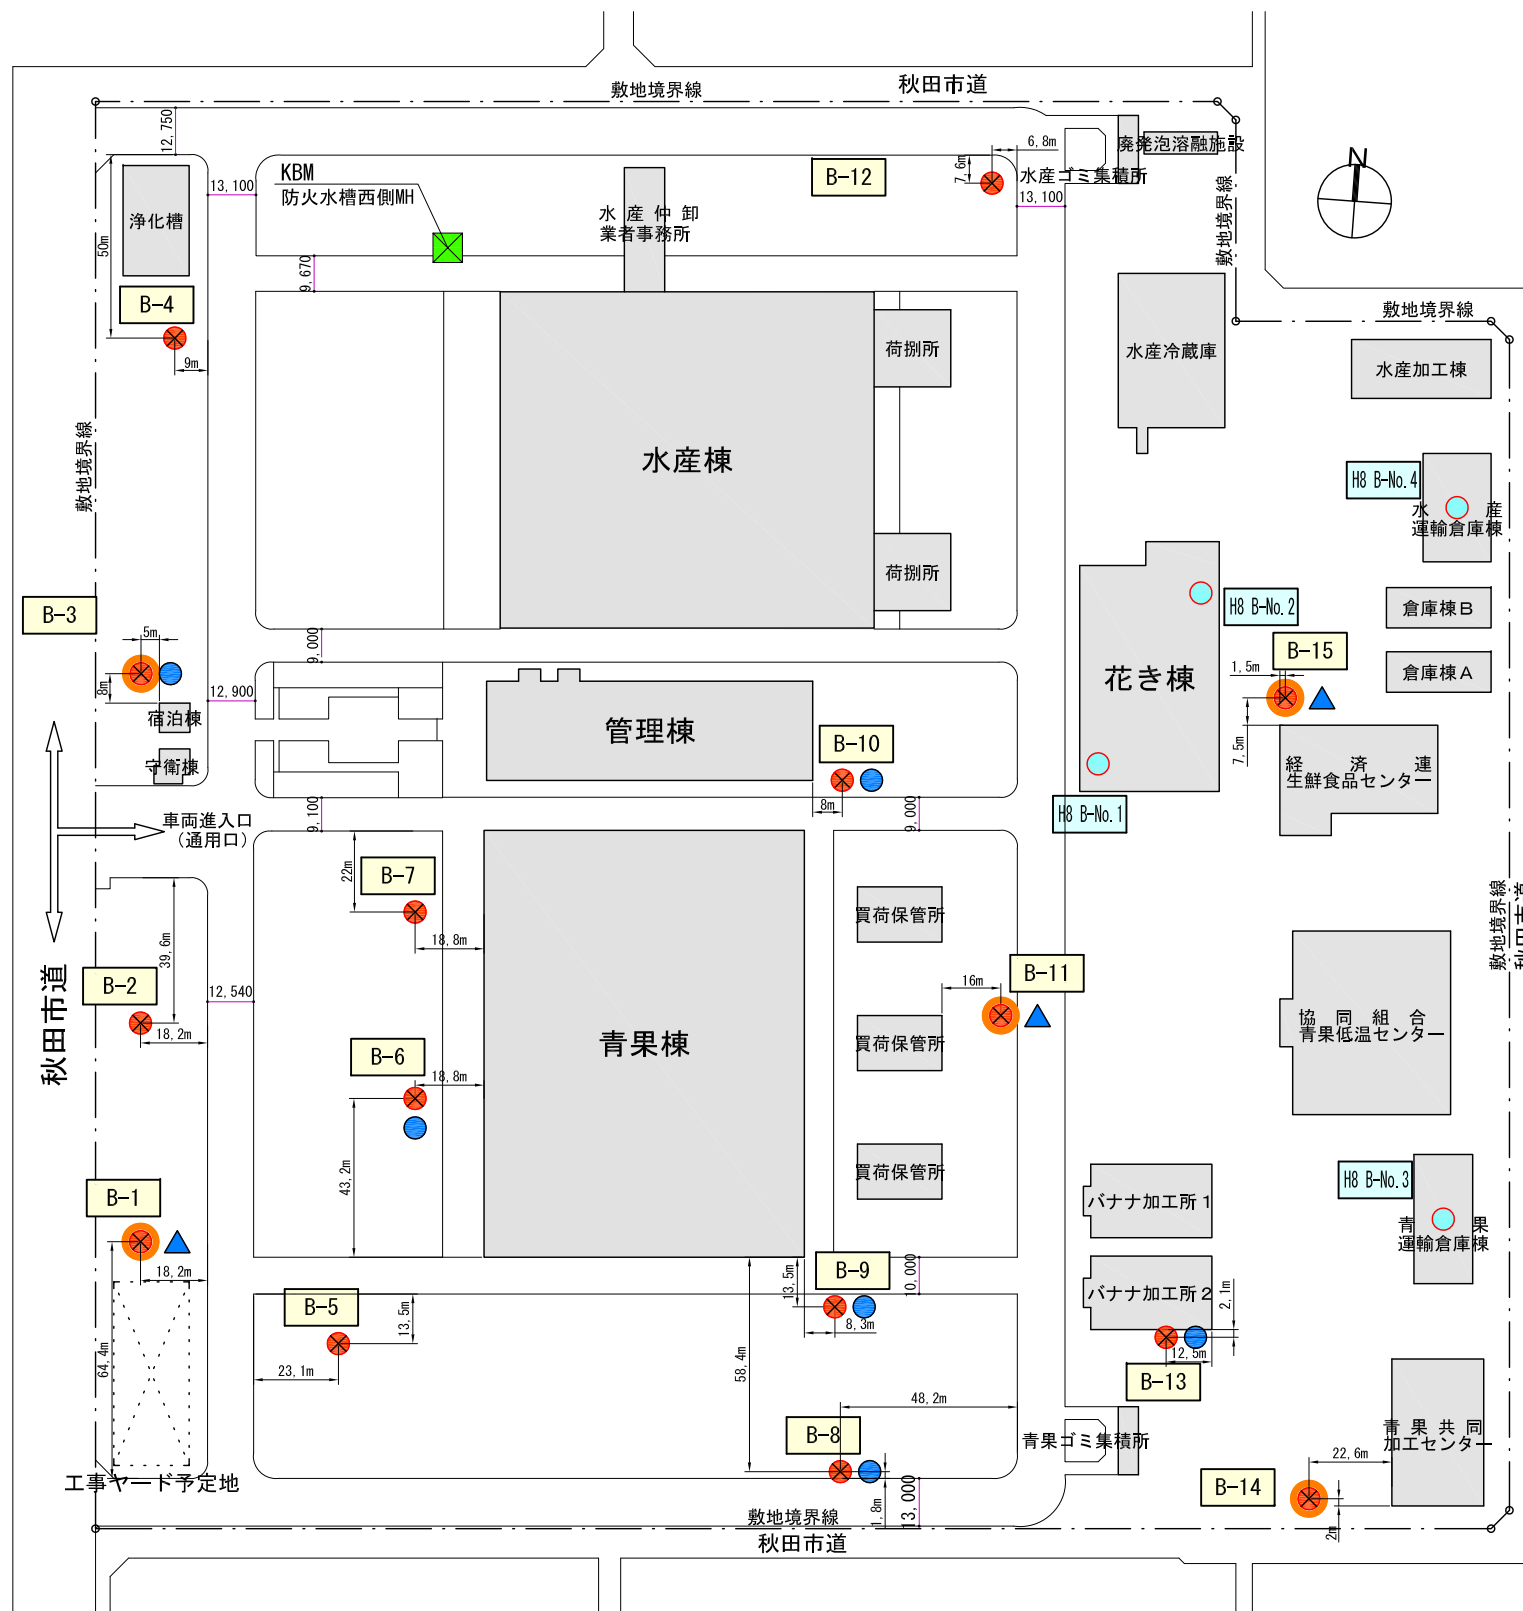 秋田市道
敷地境界線
12,750
6,8m
7,6m
廃発泡溶融施設
B-12
水産ゴミ集積所
N
KBM
防火水槽西側MH
13,100
13,100
浄化槽
水産仲卸
業者事務所
敷地境界線
50m
9,670
B-4
9m
敷地境界線
荷捌所
水産冷蔵庫
水産加工棟
敷地境界線
水産棟
H8 B-No.4
水産
運輸倉庫棟
荷捌所
B-3
H8 B-No.2
倉庫棟B
5m
9,000
B-15
1,5m
倉庫棟A
8m
12,900
花き棟
宿泊棟
管理棟
B-10
7,5m
守衛棟
経済連
生鮮食品センター
8m
H8 B-No.1
車両進入口
(通用口)
9,100
9,000
22m
B-7
買荷保管所
敷地境界線
秋田市道
39,6m
18,8m
B-11
16m
B-2
12,540
秋田市道
18,2m
B-6
青果棟
買荷保管所
協同組合
青果低温センター
18,8m
43,2m
B-1
買荷保管所
バナナ加工所1
H8 B-No.3
青果
運輸倉庫棟
18,2m
B-9
13,5m
10,000
バナナ加工所2
2,1m
B-5
13,5m
8,3m
12,5m
64,4m
23,1m
58,4m
B-13
48,2m
B-8
青果ゴミ集積所
青果共同
加工センター
22,6m
工事ヤード予定地
B-14
1,8m
13,000
2m
敷地境界線
秋田市道